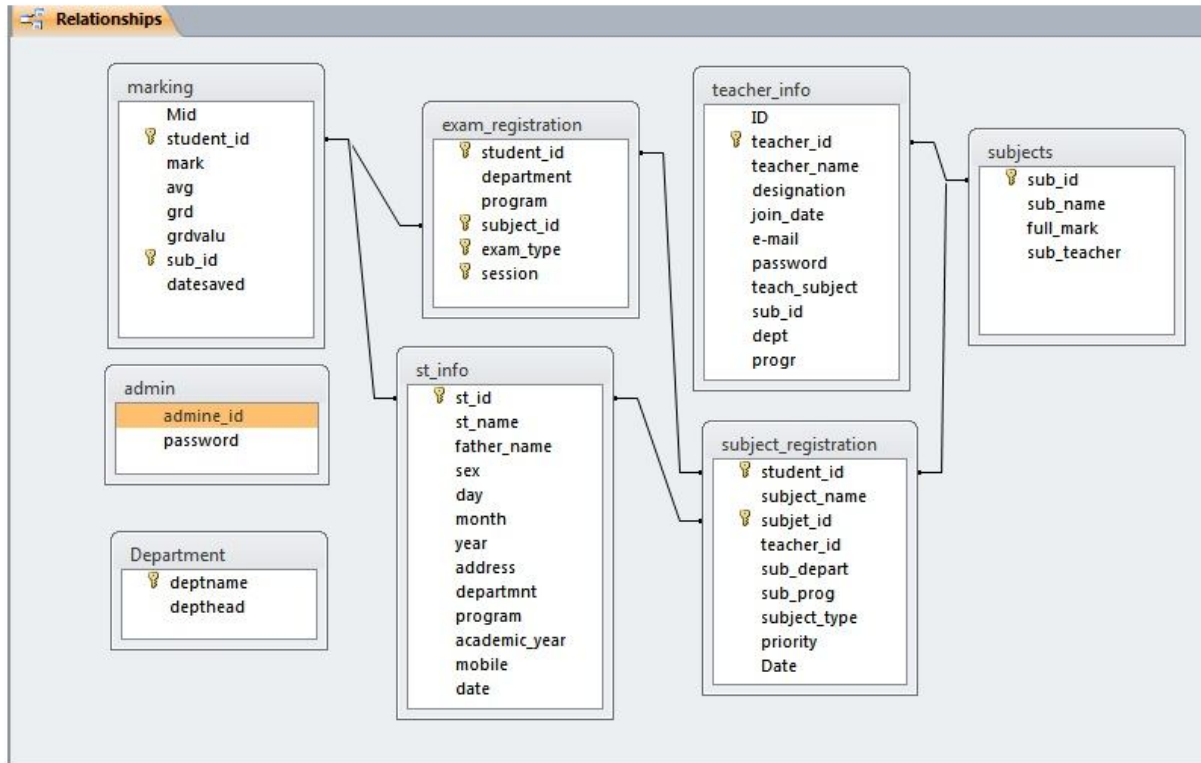 Relationships
marking
Mid
student_id
mark
avg
grd
grdvalu
sub_id
datesaved
exam_registration
student_id
department
program
subject_id
exam_type
session
teacher_info
ID
teacher_id
teacher_name
designation
join_date
e-mail
password
teach_subject
sub_id
dept
progr
subjects
sub_id
sub_name
full_mark
sub_teacher
admin
admine_id
password
st_info
st_id
st_name
father_name
sex
day
month
year
address
departmnt
program
academic_year
mobile
date
subject_registration
student_id
subject_name
subjet_id
teacher_id
sub_depart
sub_prog
subject_type
priority
Date
Department
deptname
depthead